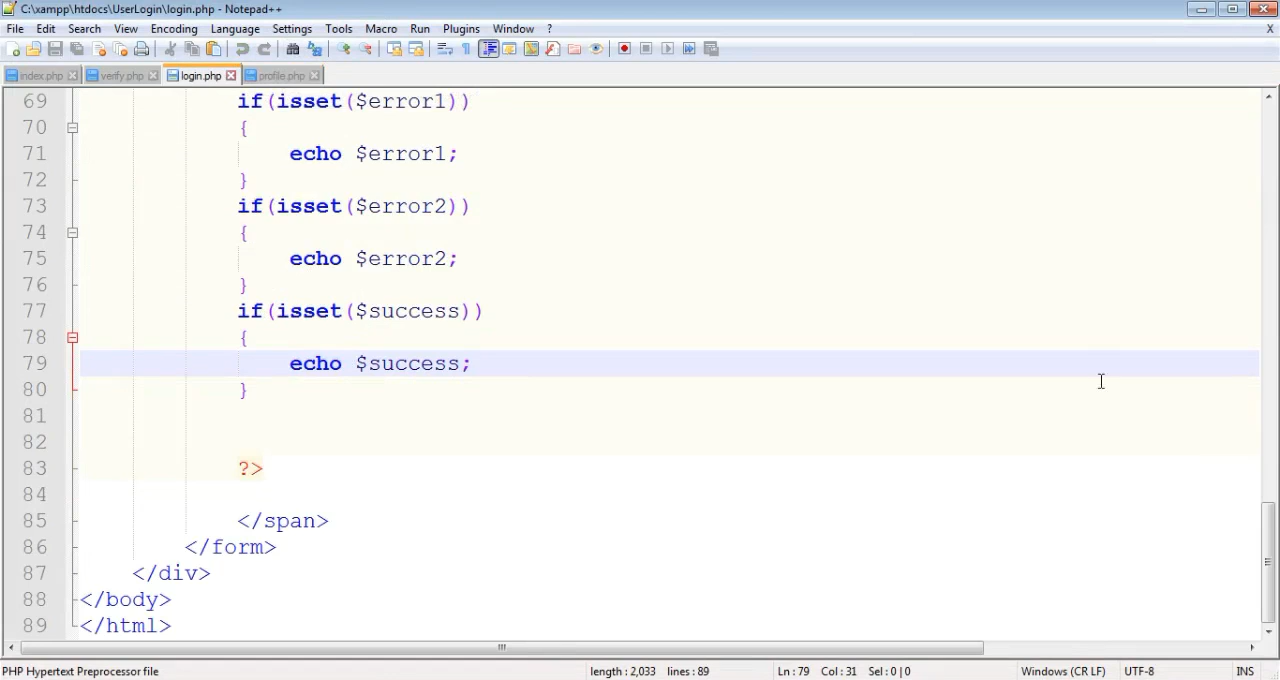 C:\xampp\htdocs\UserLogin\login.php - Notepad++
File Edit Search View Encoding Language Settings Tools Macro Run Plugins Window ? X
index.php verify.php login.php profile.php
69 if(isset($error1))
70 {
71 echo $error1;
72 }
73 if(isset($error2))
74 {
75 echo $error2;
76 }
77 if(isset($success))
78 {
79 echo $success;
80 }
81
82
83 ?>
84
85 </span>
86 </form>
87 </div>
88 </body>
89 </html>
PHP Hypertext Preprocessor file length : 2,033 lines : 89 Ln : 79 Col : 31 Sel : 0 | 0 Windows (CR LF) UTF-8 INS